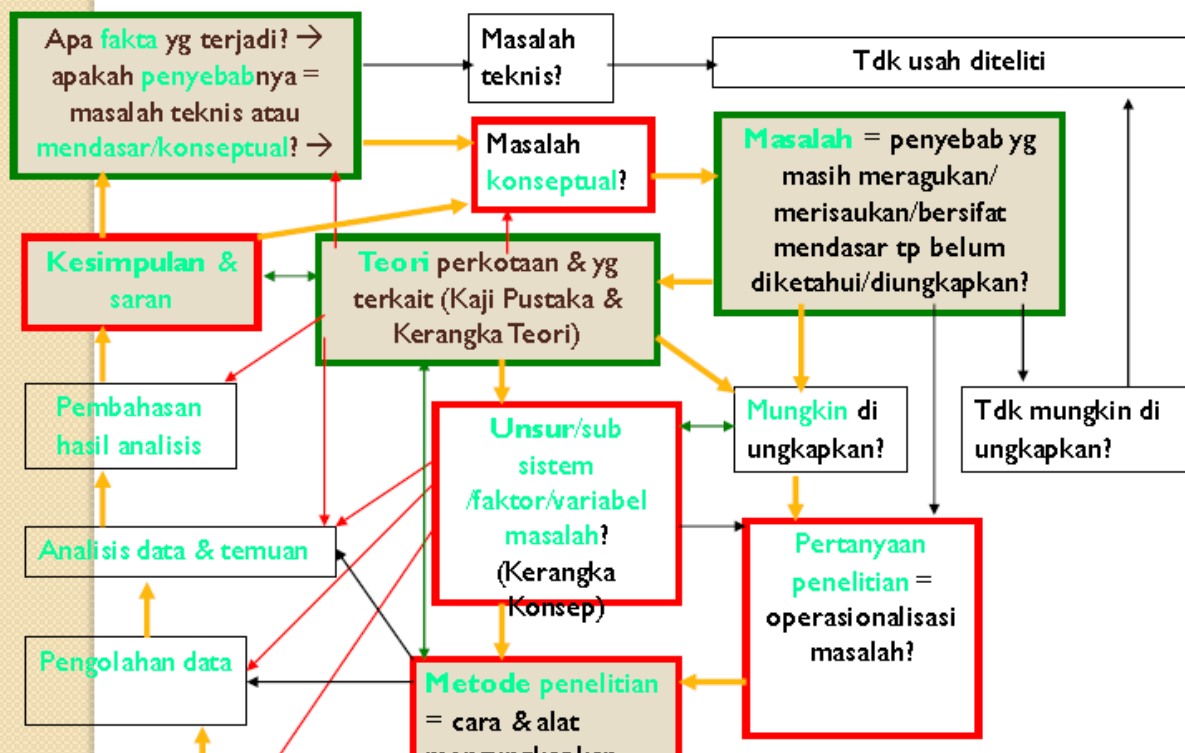 Apa fakta yg terjadi? →
apakah penyebabnya =
masalah teknis atau
mendasar/konseptual? →
Masalah
teknis?
Tdk usah diteliti
Masalah
konseptual?
Masalah = penyebab yg
masih meragukan/
merisaukan/bersifat
mendasar tp belum
diketahui/diungkapkan?
Kesimpulan &
saran
Teori perkotaan & yg
terkait (Kaji Pustaka &
Kerangka Teori)
Pembahasan
hasil analisis
Unsur/sub
sistem
/faktor/variabel
masalah?
(Kerangka
Konsep)
Mungkin di
ungkapkan?
Tdk mungkin di
ungkapkan?
Analisis data & temuan
Pertanyaan
penelitian =
operasionalisasi
masalah?
Pengolahan data
Metode penelitian
= cara & alat